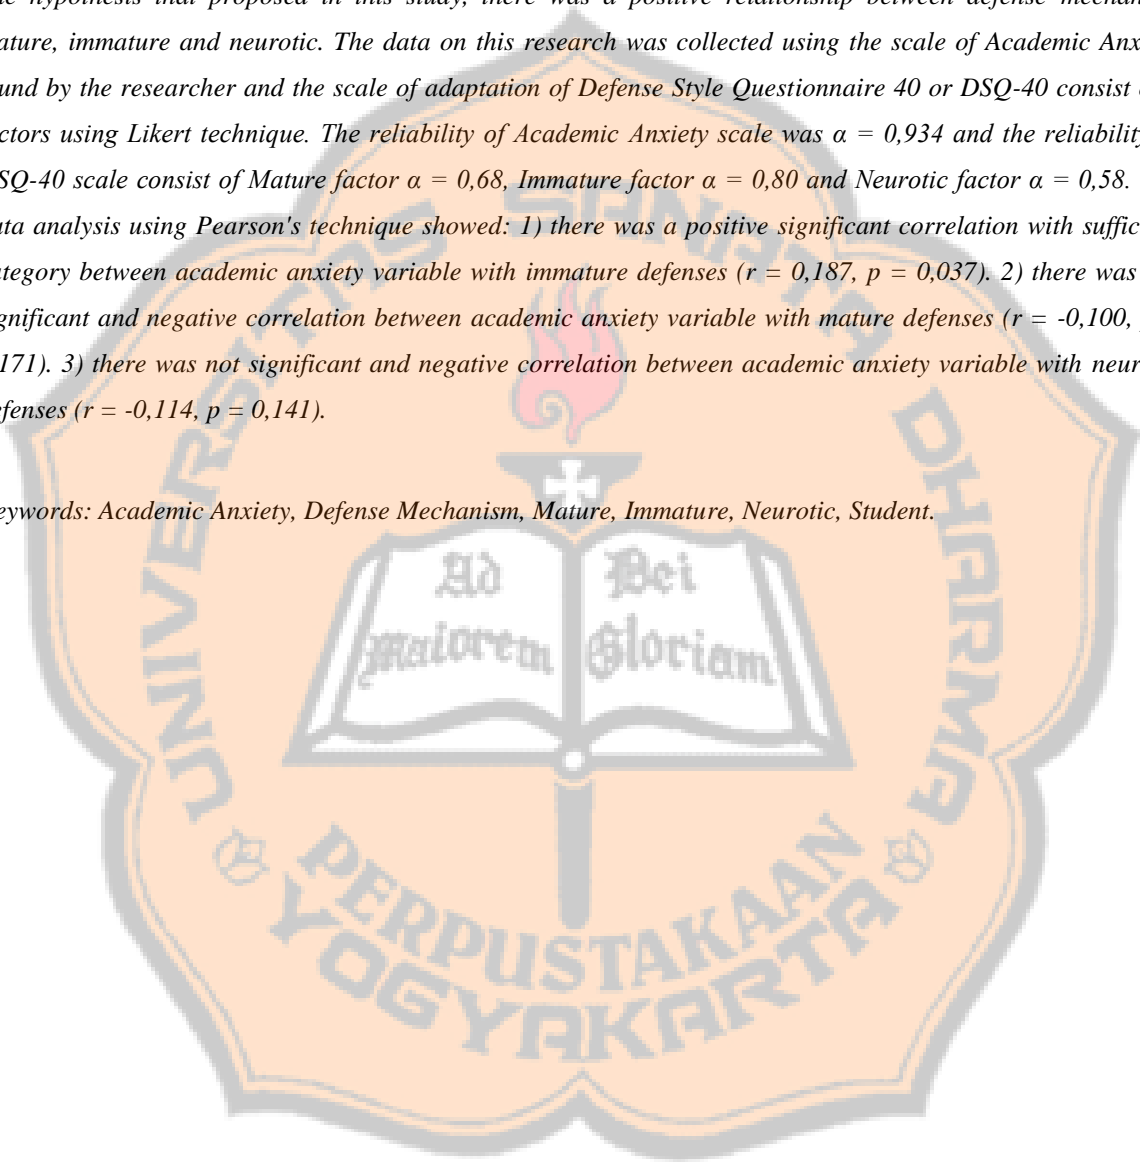 hypothesis that proposed in this study, there was a positive relationship between defense mechan
ature, immature and neurotic. The data on this research was collected using the scale of Academic Anx
und by the researcher and the scale of adaptation of Defense Style Questionnaire 40 or DSQ-40 consist
ctors using Likert technique. The reliability of Academic Anxiety scale was α = 0,934 and the reliability
SQ-40 scale consist of Mature factor α = 0,68, Immature factor α = 0,80 and Neurotic factor α = 0,58.
ata analysis using Pearson's technique showed: 1) there was a positive significant correlation with suffic
ategory between academic anxiety variable with immature defenses (r = 0,187, p = 0,037). 2) there was
gnificant and negative correlation between academic anxiety variable with mature defenses (r = -0,100,
171). 3) there was not significant and negative correlation between academic anxiety variable with neur
efenses (r = -0,114, p = 0,141).
eywords: Academic Anxiety, Defense Mechanism, Mature, Immature, Neurotic, Student.
UNIVERSITAS SANATA DHARMA
Ad Dei
maiorem Gloriam
PERPUSTAKAAN
YOGYAKARTA